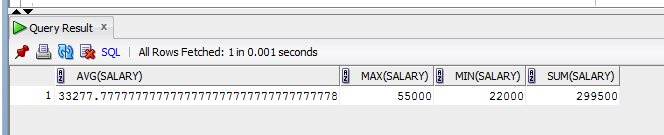 Query Result ×
SQL | All Rows Fetched: 1 in 0.001 seconds
AVG(SALARY) MAX(SALARY) MIN(SALARY) SUM(SALARY)
1 33277.7777777777777777777777777777777778 55000 22000 299500